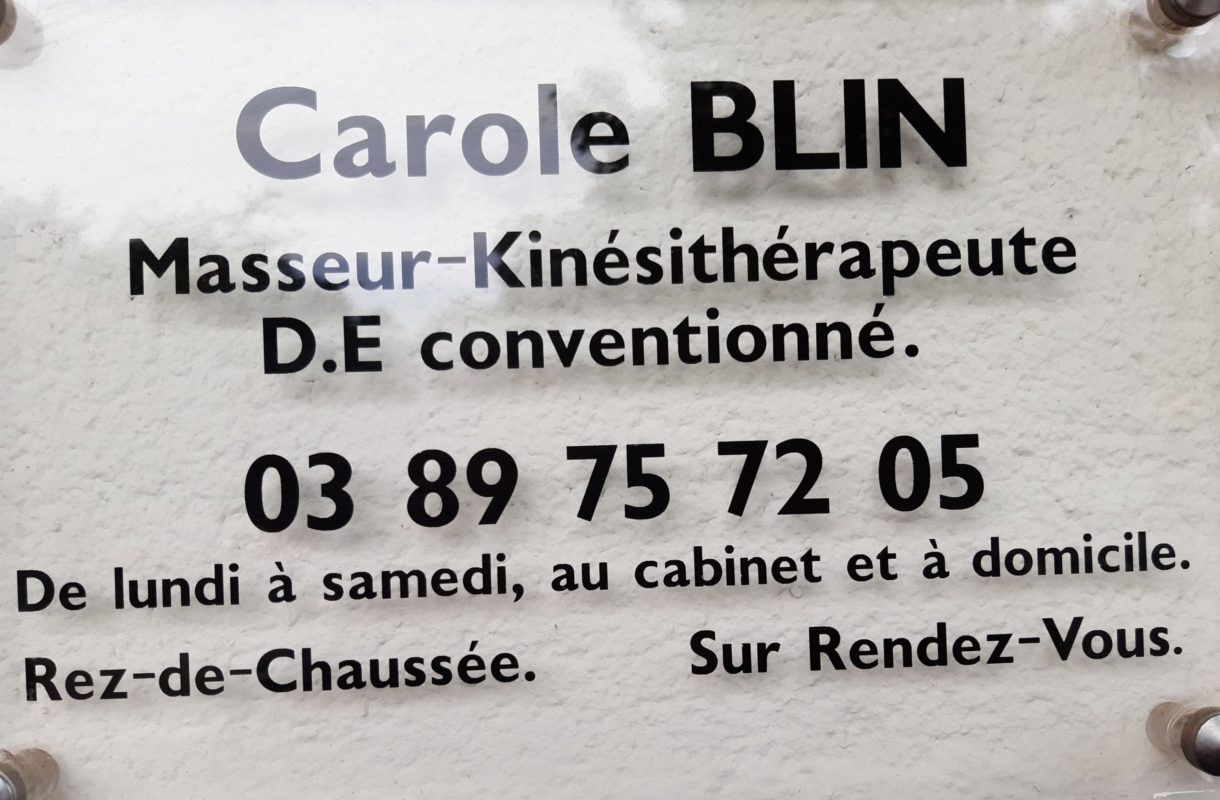 Carole BLIN
Masseur-Kinésithérapeute
D.E conventionné.
03 89 75 72 05
De lundi à samedi, au cabinet et à domicile.
Rez-de-Chaussée. Sur Rendez-Vous.